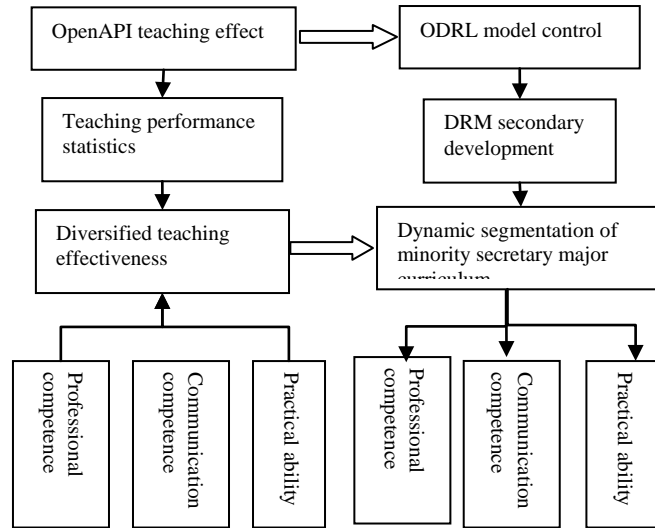 OpenAPI teaching effect
ODRL model control
Teaching performance
statistics
DRM secondary
development
Diversified teaching
effectiveness
Dynamic segmentation of
minority secretary major
curriculum
Professional
competence
Communication
competence
Practical ability
Professional
competence
Communication
competence
Practical ability